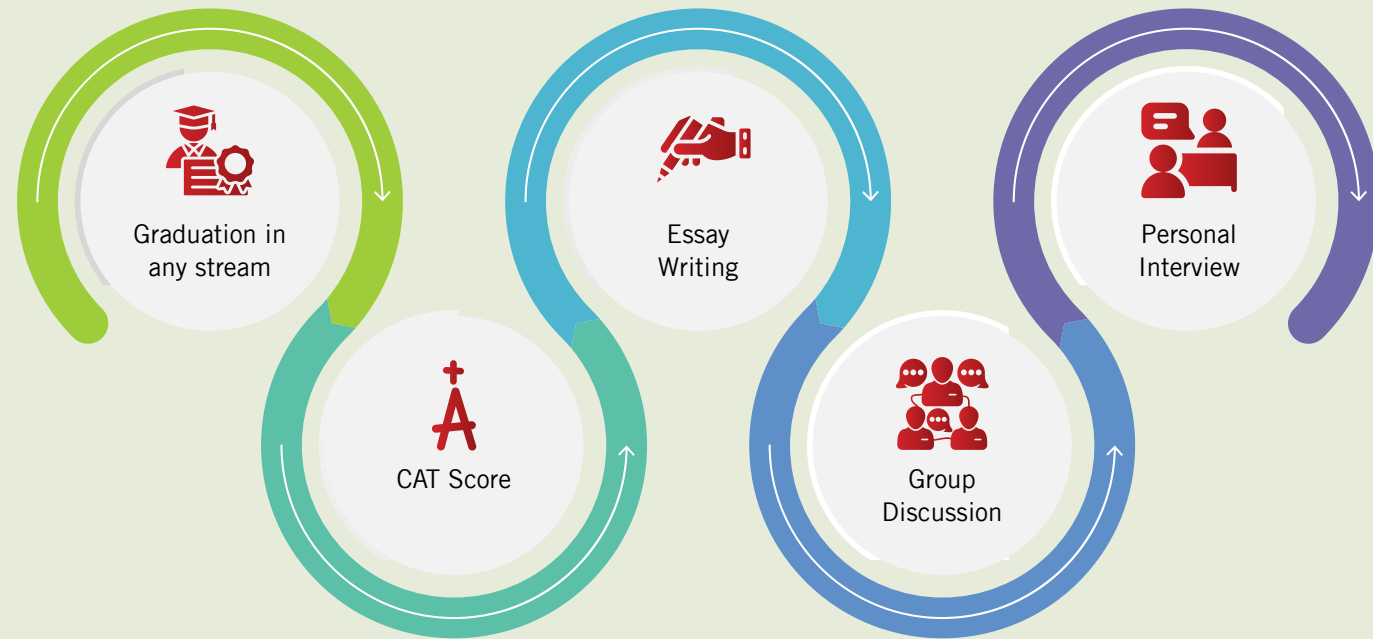 Graduation in
any stream
CAT Score
Essay
Writing
Group
Discussion
Personal
Interview